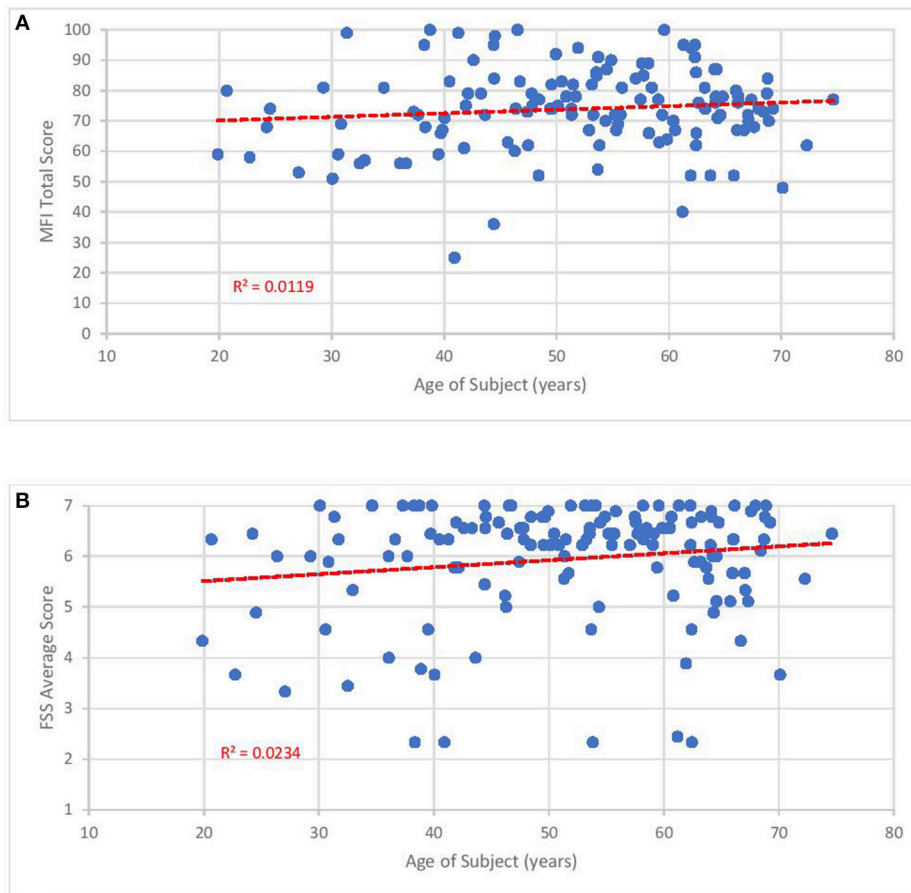 A
100
90
80
70
60
50
40
30
20
10
0
MFI Total Score
R² = 0.0119
10 20 30 40 50 60 70 80
Age of Subject (years)
B
7
6
5
4
3
2
1
FSS Average Score
R² = 0.0234
10 20 30 40 50 60 70 80
Age of Subject (years)